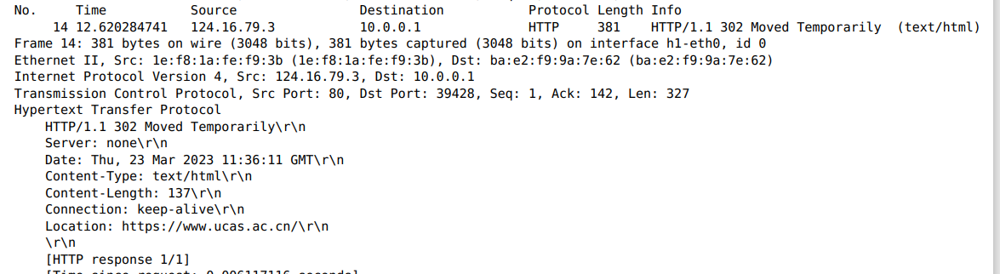 No. Time Source Destination Protocol Length Info
14 12.620284741 124.16.79.3 10.0.0.1 HTTP 381 HTTP/1.1 302 Moved Temporarily (text/html)
Frame 14: 381 bytes on wire (3048 bits), 381 bytes captured (3048 bits) on interface h1-eth0, id 0
Ethernet II, Src: 1e:f8:1a:fe:f9:3b (1e:f8:1a:fe:f9:3b), Dst: ba:e2:f9:9a:7e:62 (ba:e2:f9:9a:7e:62)
Internet Protocol Version 4, Src: 124.16.79.3, Dst: 10.0.0.1
Transmission Control Protocol, Src Port: 80, Dst Port: 39428, Seq: 1, Ack: 142, Len: 327
Hypertext Transfer Protocol
HTTP/1.1 302 Moved Temporarily\r\n
Server: none\r\n
Date: Thu, 23 Mar 2023 11:36:11 GMT\r\n
Content-Type: text/html\r\n
Content-Length: 137\r\n
Connection: keep-alive\r\n
Location: https://www.ucas.ac.cn/\r\n
\r\n
[HTTP response 1/1]
[Time since request: 0.006117116 seconds]